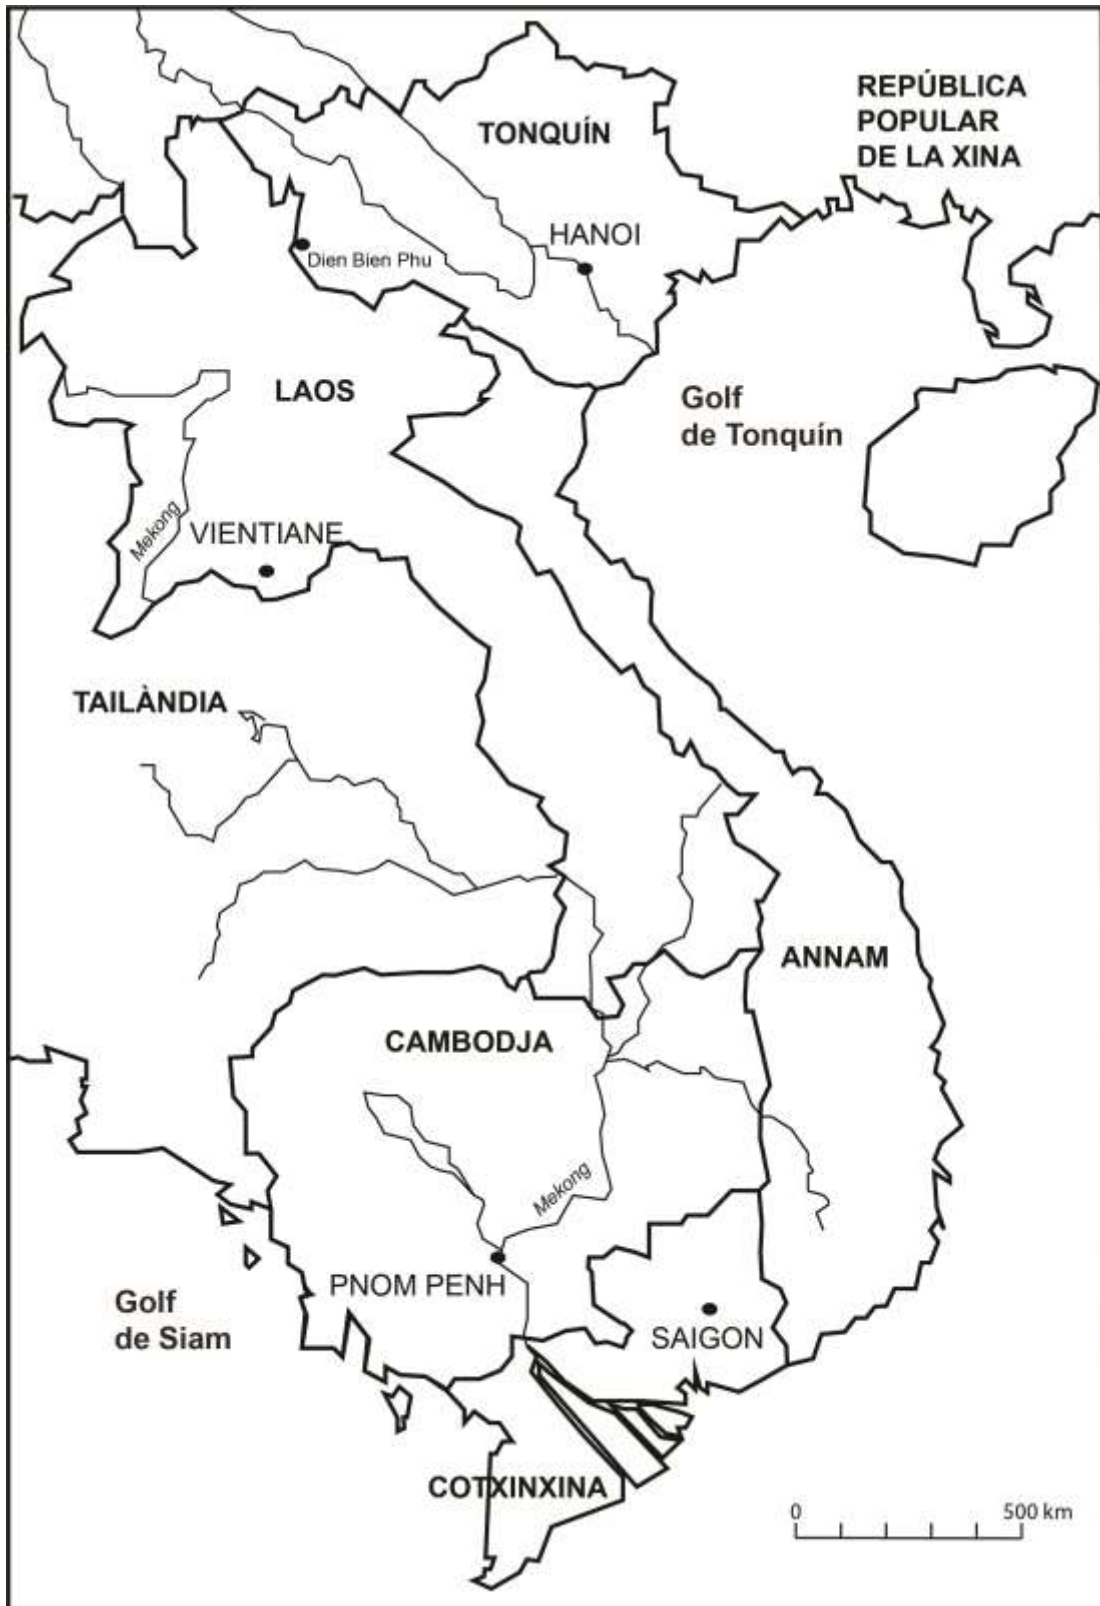 REPÚBLICA
POPULAR
DE LA XINA
TONQUÍN
HANOI
Dien Bien Phu
LAOS
Golf
de Tonquín
Mekong
VIENTIANE
TAILÀNDIA
ANNAM
CAMBODJA
Mekong
PNOM PENH
Golf
de Siam
SAIGON
COTXINXINA
0 500 km